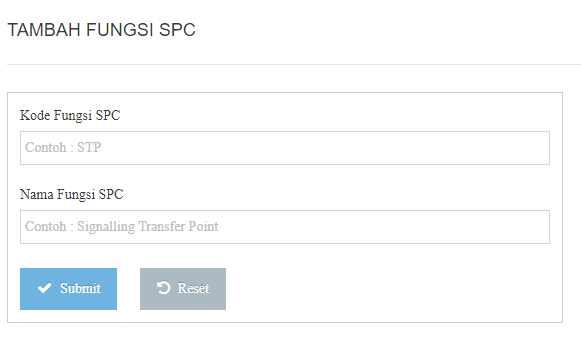 TAMBAH FUNGSI SPC
Kode Fungsi SPC
Contoh : STP
Nama Fungsi SPC
Contoh : Signalling Transfer Point
Submit Reset